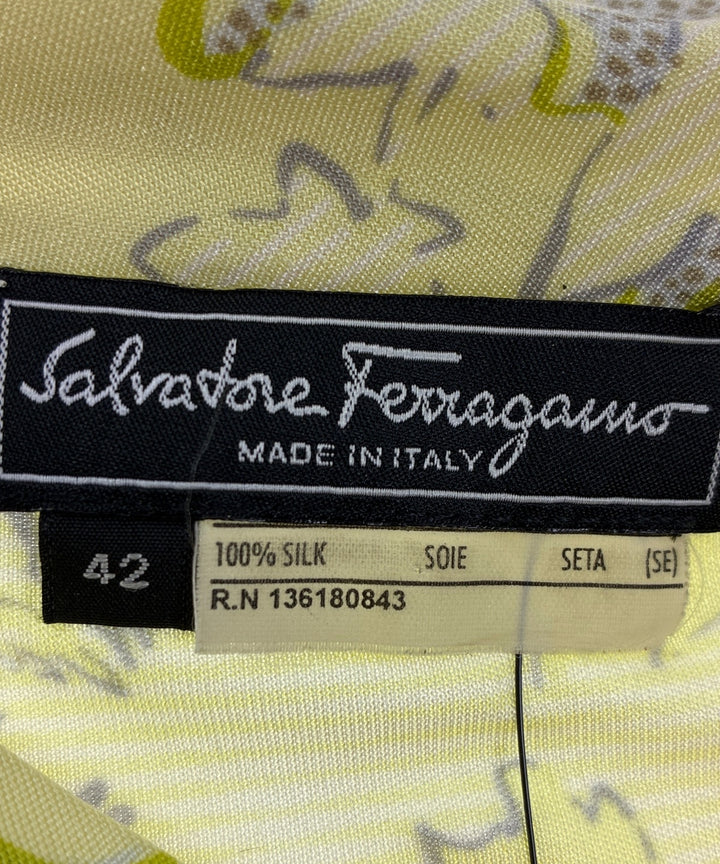 Salvatore Ferragamo
MADE IN ITALY
42
100% SILK SOIE SETA (SE)
R.N 136180843